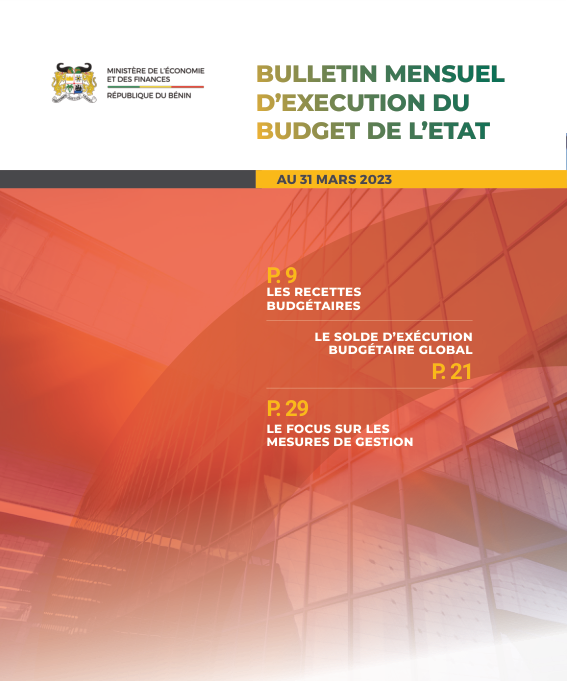 MINISTÈRE DE L'ÉCONOMIE
ET DES FINANCES
RÉPUBLIQUE DU BÉNIN
BULLETIN MENSUEL
D'EXECUTION DU
BUDGET DE L'ETAT
AU 31 MARS 2023
P. 9
LES RECETTES
BUDGÉTAIRES
LE SOLDE D'EXÉCUTION
BUDGÉTAIRE GLOBAL
P. 21
P. 29
LE FOCUS SUR LES
MESURES DE GESTION